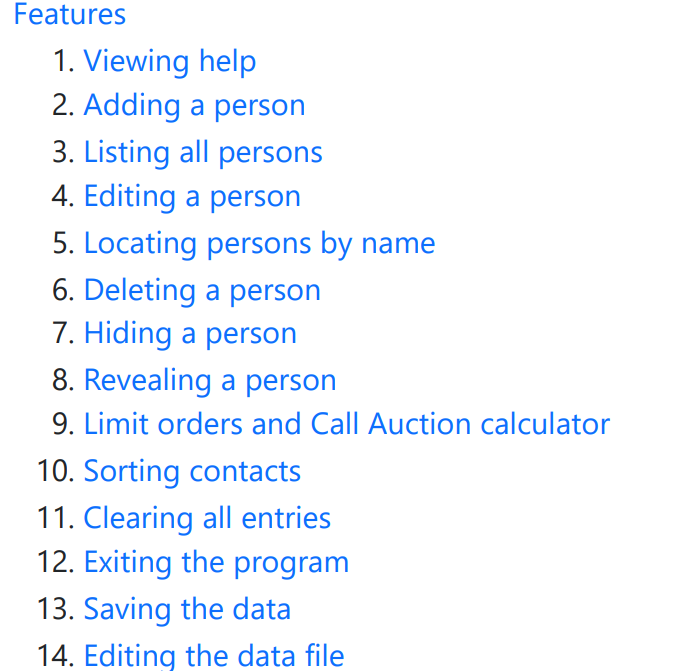 Features
1. Viewing help
2. Adding a person
3. Listing all persons
4. Editing a person
5. Locating persons by name
6. Deleting a person
7. Hiding a person
8. Revealing a person
9. Limit orders and Call Auction calculator
10. Sorting contacts
11. Clearing all entries
12. Exiting the program
13. Saving the data
14. Editing the data file